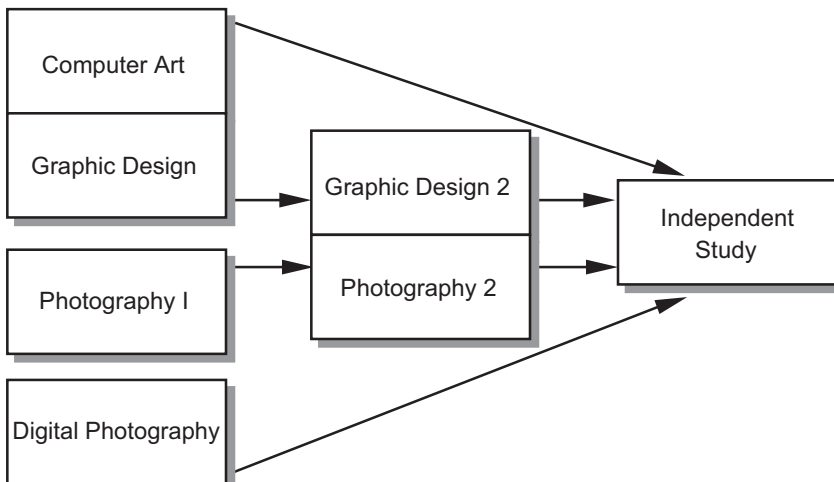 Computer Art
Graphic Design
Photography I
Digital Photography
Graphic Design 2
Photography 2
Independent
Study